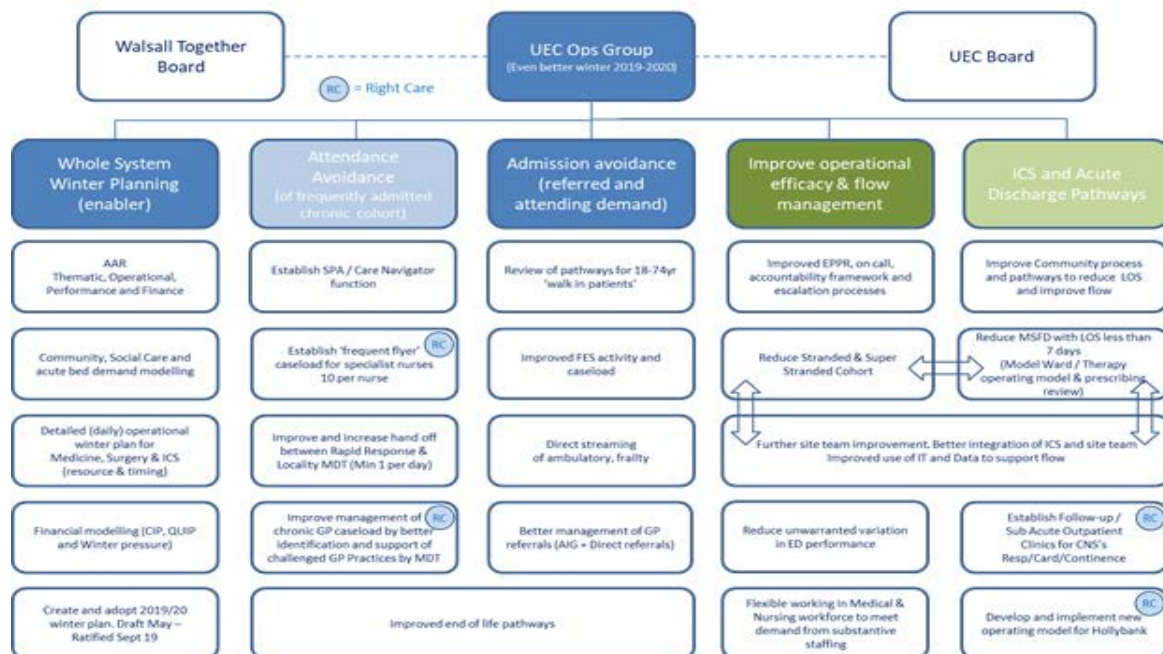 Walsall Together
Board
UEC Ops Group
(Even better winter 2019-2020)
UEC Board
RC = Right Care
Whole System
Winter Planning
(enabler)
Attendance
Avoidance
(of frequently admitted
chronic cohort)
Admission avoidance
(referred and
attending demand)
Improve operational
efficacy & flow
management
ICS and Acute
Discharge Pathways
AAR
Thematic, Operational,
Performance and Finance
Establish SPA / Care Navigator
function
Review of pathways for 18-74yr
'walk in patients'
Improved EPPR, on call,
accountability framework and
escalation processes
Improve Community process
and pathways to reduce LOS
and improve flow
Community, Social Care and
acute bed demand modelling
RC
Establish 'frequent flyer'
caseload for specialist nurses
10 per nurse
Improved FES activity and
caseload
Reduce Stranded & Super
Stranded Cohort
Reduce MSFD with LOS less than
7 days
(Model Ward / Therapy
operating model & prescribing
review)
Detailed (daily) operational
winter plan for
Medicine, Surgery & ICS
(resource & timing)
Improve and increase hand off
between Rapid Response &
Locality MDT (Min 1 per day)
Direct streaming
of ambulatory, frailty
Further site team improvement. Better integration of ICS and site team
Improved use of IT and Data to support flow
Financial modelling (CIP, QUIP
and Winter pressure)
RC
Improve management of
chronic GP caseload by better
identification and support of
challenged GP Practices by MDT
Better management of GP
referrals (AIG + Direct referrals)
Reduce unwarranted variation
in ED performance
RC
Establish Follow-up /
Sub Acute Outpatient
Clinics for CNS's
Resp/Card/Continence
Create and adopt 2019/20
winter plan. Draft May –
Ratified Sept 19
Improved end of life pathways
Flexible working in Medical &
Nursing workforce to meet
demand from substantive
staffing
RC
Develop and implement new
operating model for Hollybank